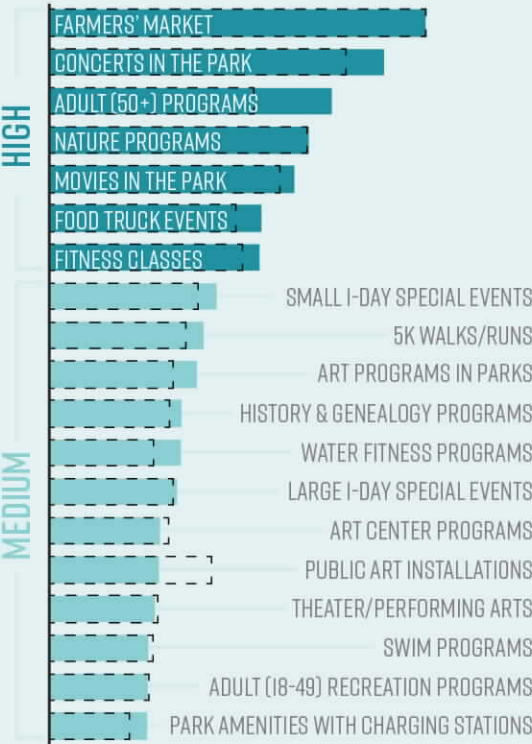 HIGH
FARMERS' MARKET
CONCERTS IN THE PARK
ADULT (50+) PROGRAMS
NATURE PROGRAMS
MOVIES IN THE PARK
FOOD TRUCK EVENTS
FITNESS CLASSES
MEDIUM
SMALL 1-DAY SPECIAL EVENTS
5K WALKS/RUNS
ART PROGRAMS IN PARKS
HISTORY & GENEALOGY PROGRAMS
WATER FITNESS PROGRAMS
LARGE 1-DAY SPECIAL EVENTS
ART CENTER PROGRAMS
PUBLIC ART INSTALLATIONS
THEATER/PERFORMING ARTS
SWIM PROGRAMS
ADULT (18-49) RECREATION PROGRAMS
PARK AMENITIES WITH CHARGING STATIONS